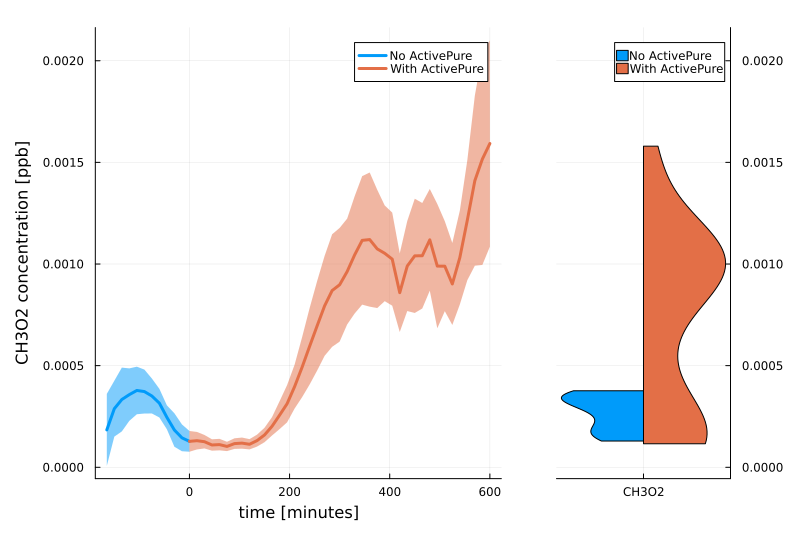 CH3O2 concentration [ppb]
0.0020
0.0015
0.0010
0.0005
0.0000
0
200
400
600
time [minutes]
No ActivePure
With ActivePure
No ActivePure
With ActivePure
0.0020
0.0015
0.0010
0.0005
0.0000
CH3O2